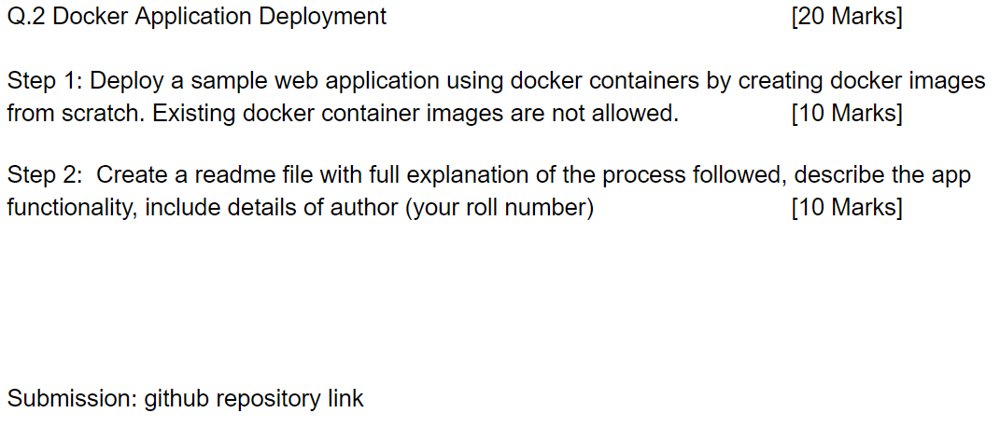 Q.2 Docker Application Deployment [20 Marks]
Step 1: Deploy a sample web application using docker containers by creating docker images
from scratch. Existing docker container images are not allowed. [10 Marks]
Step 2:  Create a readme file with full explanation of the process followed, describe the app
functionality, include details of author (your roll number) [10 Marks]
Submission: github repository link